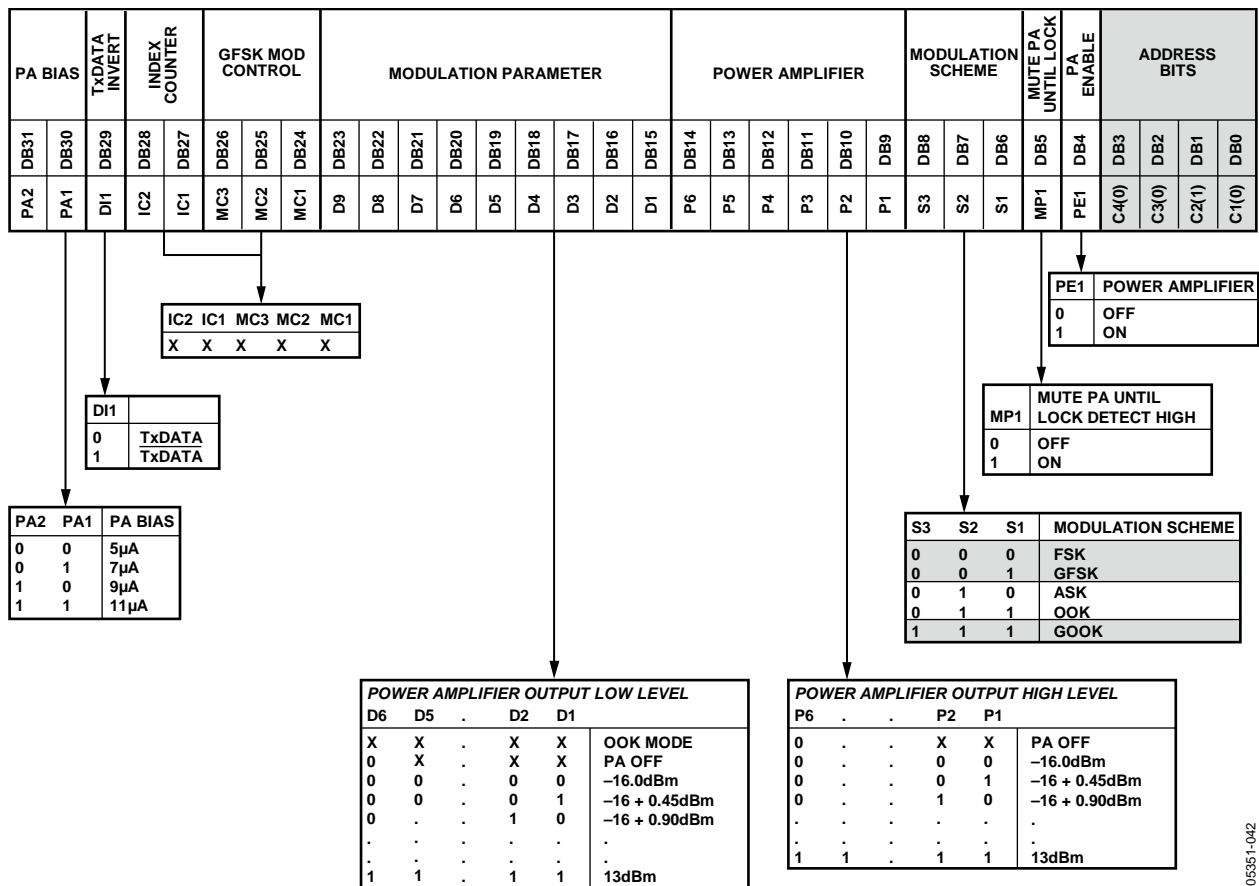 PA BIAS
TxDATA
INVERT
INDEX
COUNTER
GFSK MOD
CONTROL
MODULATION PARAMETER
POWER AMPLIFIER
MODULATION
SCHEME
MUTE PA
UNTIL LOCK
PA
ENABLE
ADDRESS
BITS
DB31 DB30 DB29 DB28 DB27 DB26 DB25 DB24 DB23 DB22 DB21 DB20 DB19 DB18 DB17 DB16 DB15 DB14 DB13 DB12 DB11 DB10 DB9 DB8 DB7 DB6 DB5 DB4 DB3 DB2 DB1 DB0
PA2 PA1 DI1 IC2 IC1 MC3 MC2 MC1 D9 D8 D7 D6 D5 D4 D3 D2 D1 P6 P5 P4 P3 P2 P1 S3 S2 S1 MP1 PE1 C4(0) C3(0) C2(1) C1(0)
PE1 POWER AMPLIFIER
0 OFF
1 ON
IC2 IC1 MC3 MC2 MC1
X X X X X
MUTE PA UNTIL
MP1 LOCK DETECT HIGH
0 OFF
1 ON
DI1
0 TxDATA
1 TxDATA
PA2 PA1 PA BIAS
0 0 5µA
0 1 7µA
1 0 9µA
1 1 11µA
S3 S2 S1 MODULATION SCHEME
0 0 0 FSK
0 0 1 GFSK
0 1 0 ASK
0 1 1 OOK
1 1 1 GOOK
POWER AMPLIFIER OUTPUT LOW LEVEL
D6 D5 . D2 D1
X X . X X OOK MODE
0 X . X X PA OFF
0 0 . 0 0 –16.0dBm
0 0 . 0 1 –16 + 0.45dBm
0 . . 1 0 –16 + 0.90dBm
. . . . . .
. . . . . .
1 1 . 1 1 13dBm
POWER AMPLIFIER OUTPUT HIGH LEVEL
P6 . . P2 P1
0 . . X X PA OFF
0 . . 0 0 –16.0dBm
0 . . 0 1 –16 + 0.45dBm
0 . . 1 0 –16 + 0.90dBm
. . . . . .
. . . . . .
1 1 . 1 1 13dBm
05351-042